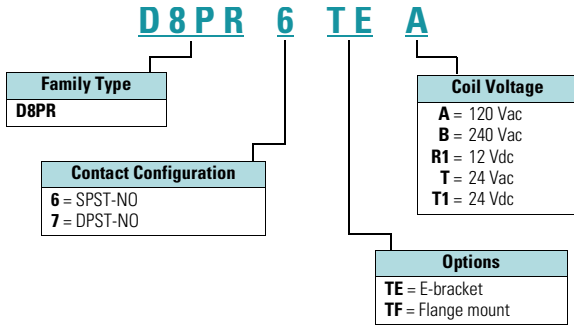 D8PR 6 TE A
Family Type
D8PR
Contact Configuration
6 = SPST-NO
7 = DPST-NO
Coil Voltage
A = 120 Vac
B = 240 Vac
R1 = 12 Vdc
T = 24 Vac
T1 = 24 Vdc
Options
TE = E-bracket
TF = Flange mount